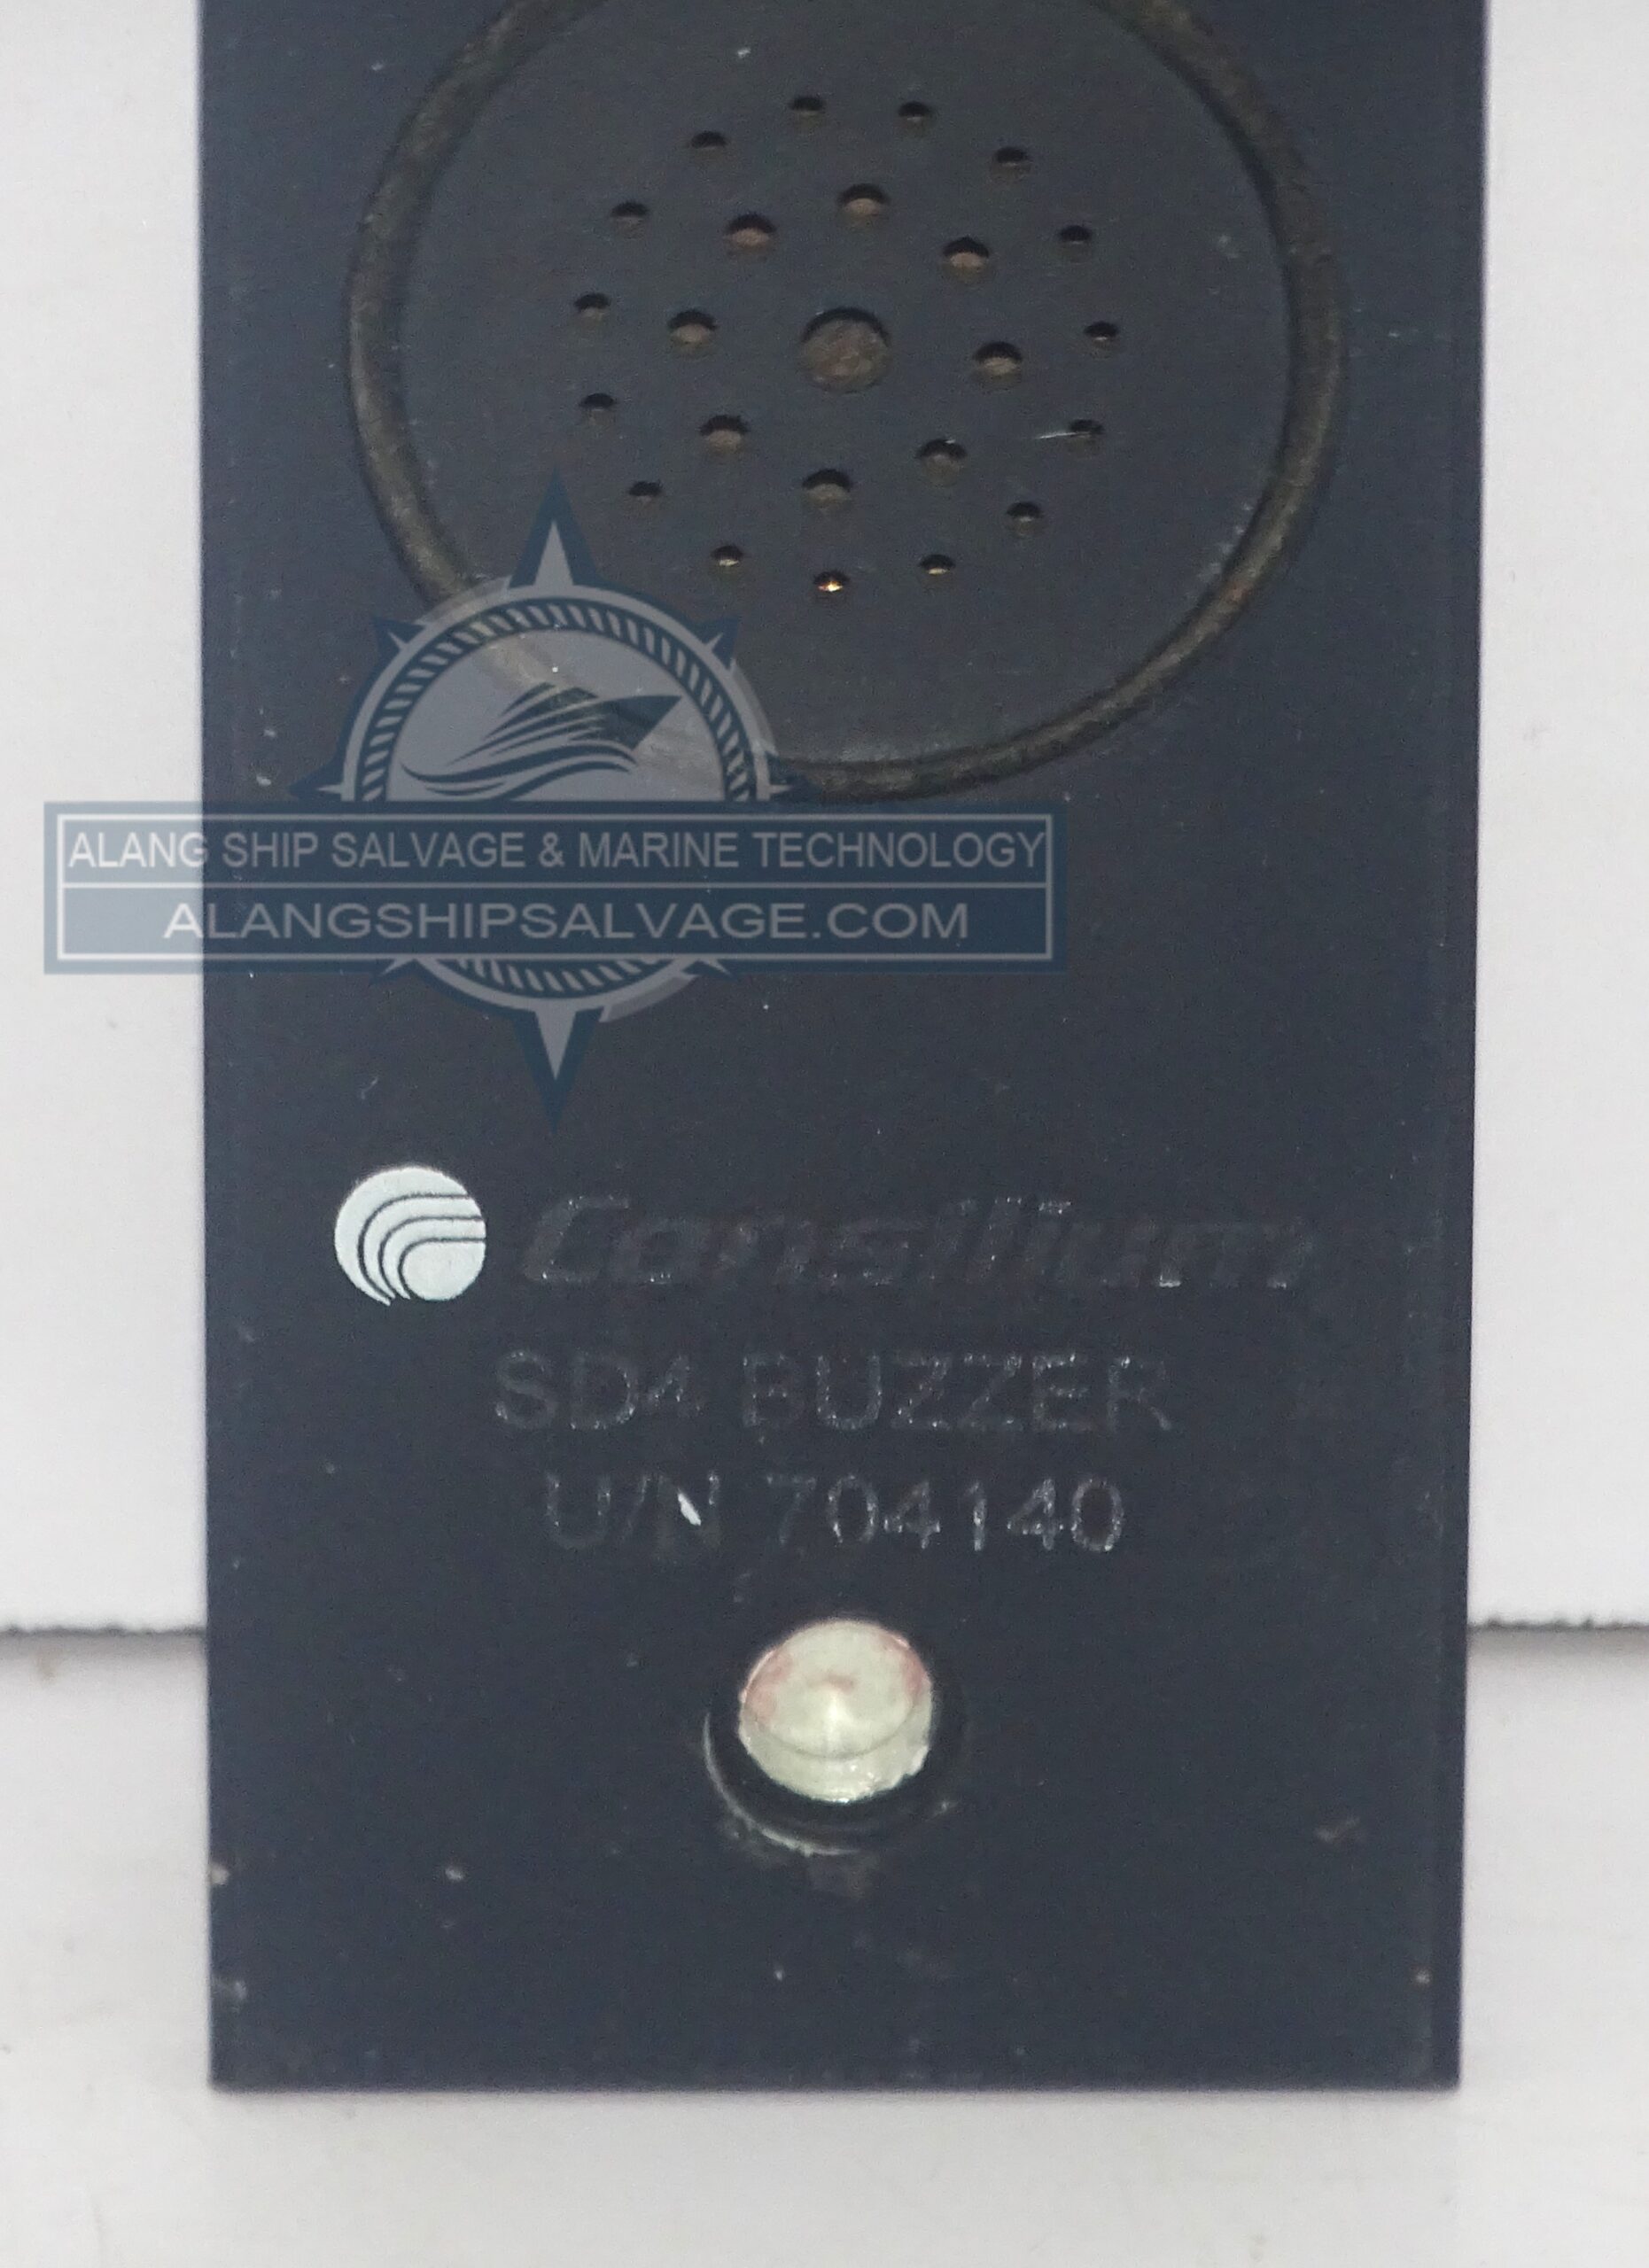 ALANG SHIP SALVAGE & MARINE TECHNOLOGY
ALANGSHIPSALVAGE.COM
Consilium
SD4 BUZZER
U/N 704140